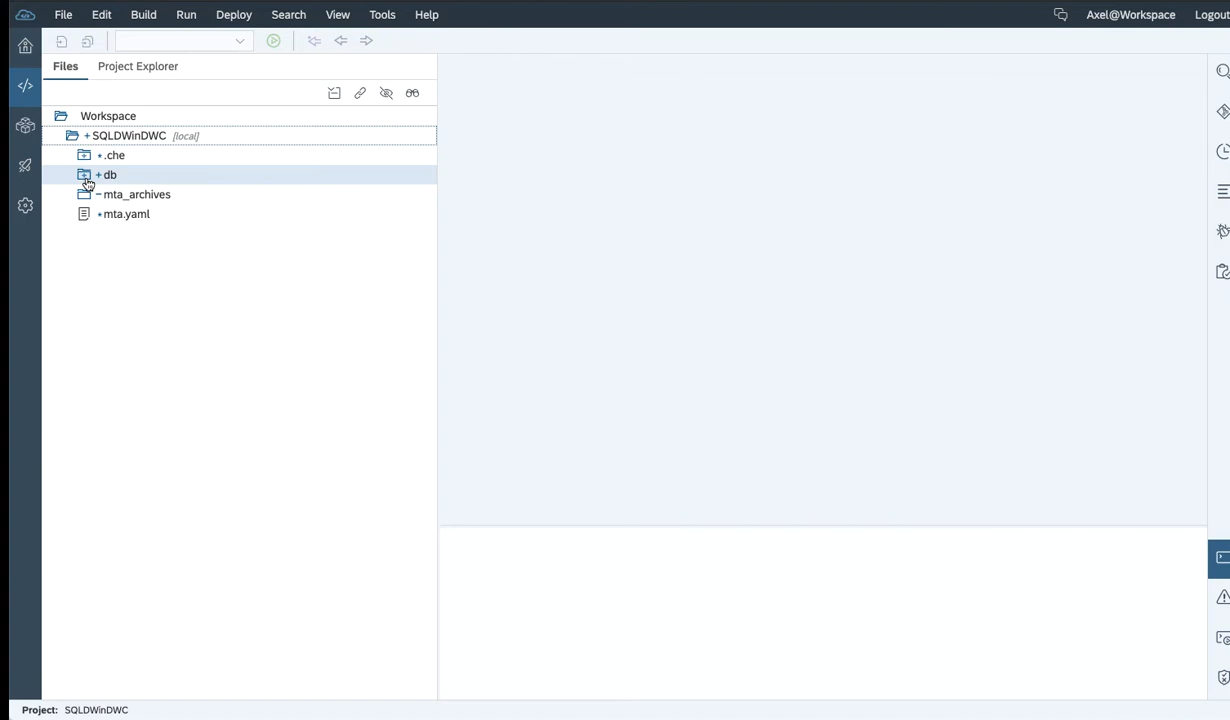 File Edit Build Run Deploy Search View Tools Help Axel@Workspace Logout
Files Project Explorer
Workspace
+ SQLDWinDWC [local]
.che
+ db
mta_archives
mta.yaml
Project: SQLDWinDWC